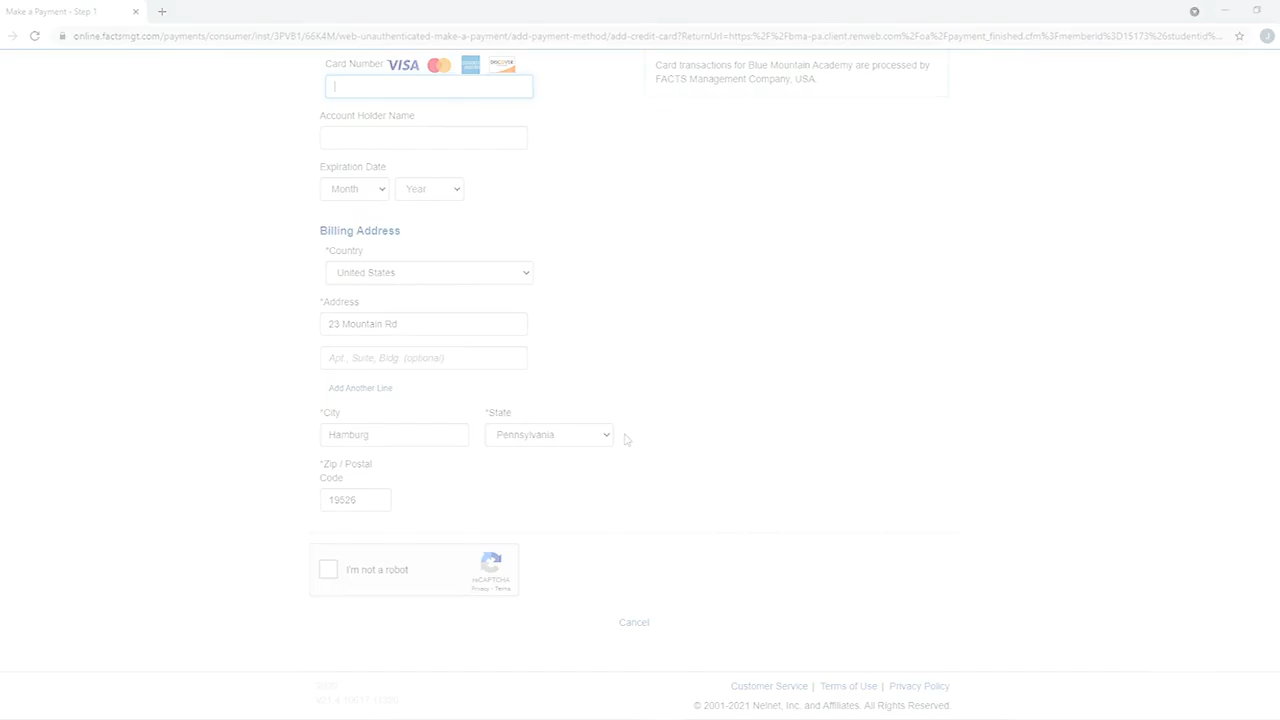 Make a Payment - Step 1
online.factsmgt.com/payments/consumer/inst/3PVB1/66K4M/web-unauthenticated-make-a-payment/add-payment-method/add-credit-card?ReturnUrl=https:%2F%2Fbma-pa.client.renweb.com%2Foa%2Fpayment_finished.cfm%3Fmemberid%3D15173%26studentid%...
J
Card Number VISA AMERICAN EXPRESS DISCOVER
Card transactions for Blue Mountain Academy are processed by
FACTS Management Company, USA.
Account Holder Name
Expiration Date
Month Year
Billing Address
*Country
United States
*Address
23 Mountain Rd
Apt., Suite, Bldg. (optional)
Add Another Line
*City *State
Hamburg Pennsylvania
*Zip / Postal
Code
19526
I'm not a robot
reCAPTCHA
Privacy - Terms
Cancel
Customer Service | Terms of Use | Privacy Policy
© 2001-2021 Nelnet, Inc. and Affiliates. All Rights Reserved.